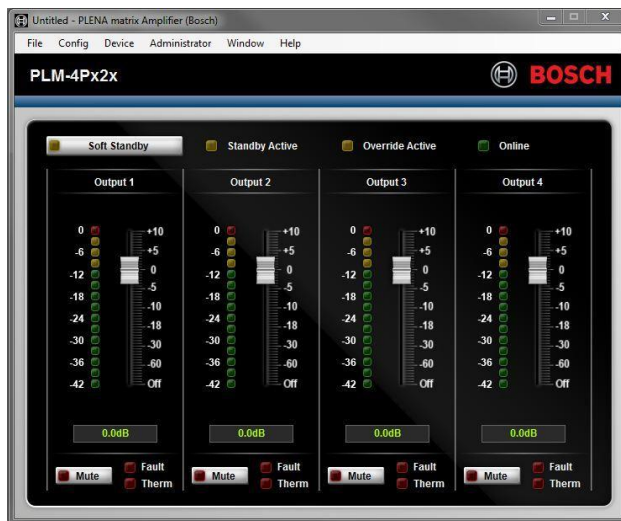 Untitled - PLENA matrix Amplifier (Bosch)
File Config Device Administrator Window Help
PLM-4Px2x
BOSCH
Soft Standby Standby Active Override Active Online
Output 1 Output 2 Output 3 Output 4
0 +10 0 +10 0 +10 0 +10
-6 +5 -6 +5 -6 +5 -6 +5
-12 0 -12 0 -12 0 -12 0
-5 -5 -5 -5
-18 -10 -18 -10 -18 -10 -18 -10
-24 -18 -24 -18 -24 -18 -24 -18
-30 -30 -30 -30 -30 -30 -30 -30
-36 -60 -36 -60 -36 -60 -36 -60
-42 Off -42 Off -42 Off -42 Off
0.0dB 0.0dB 0.0dB 0.0dB
Mute Fault Mute Fault Mute Fault Mute Fault
Therm Therm Therm Therm